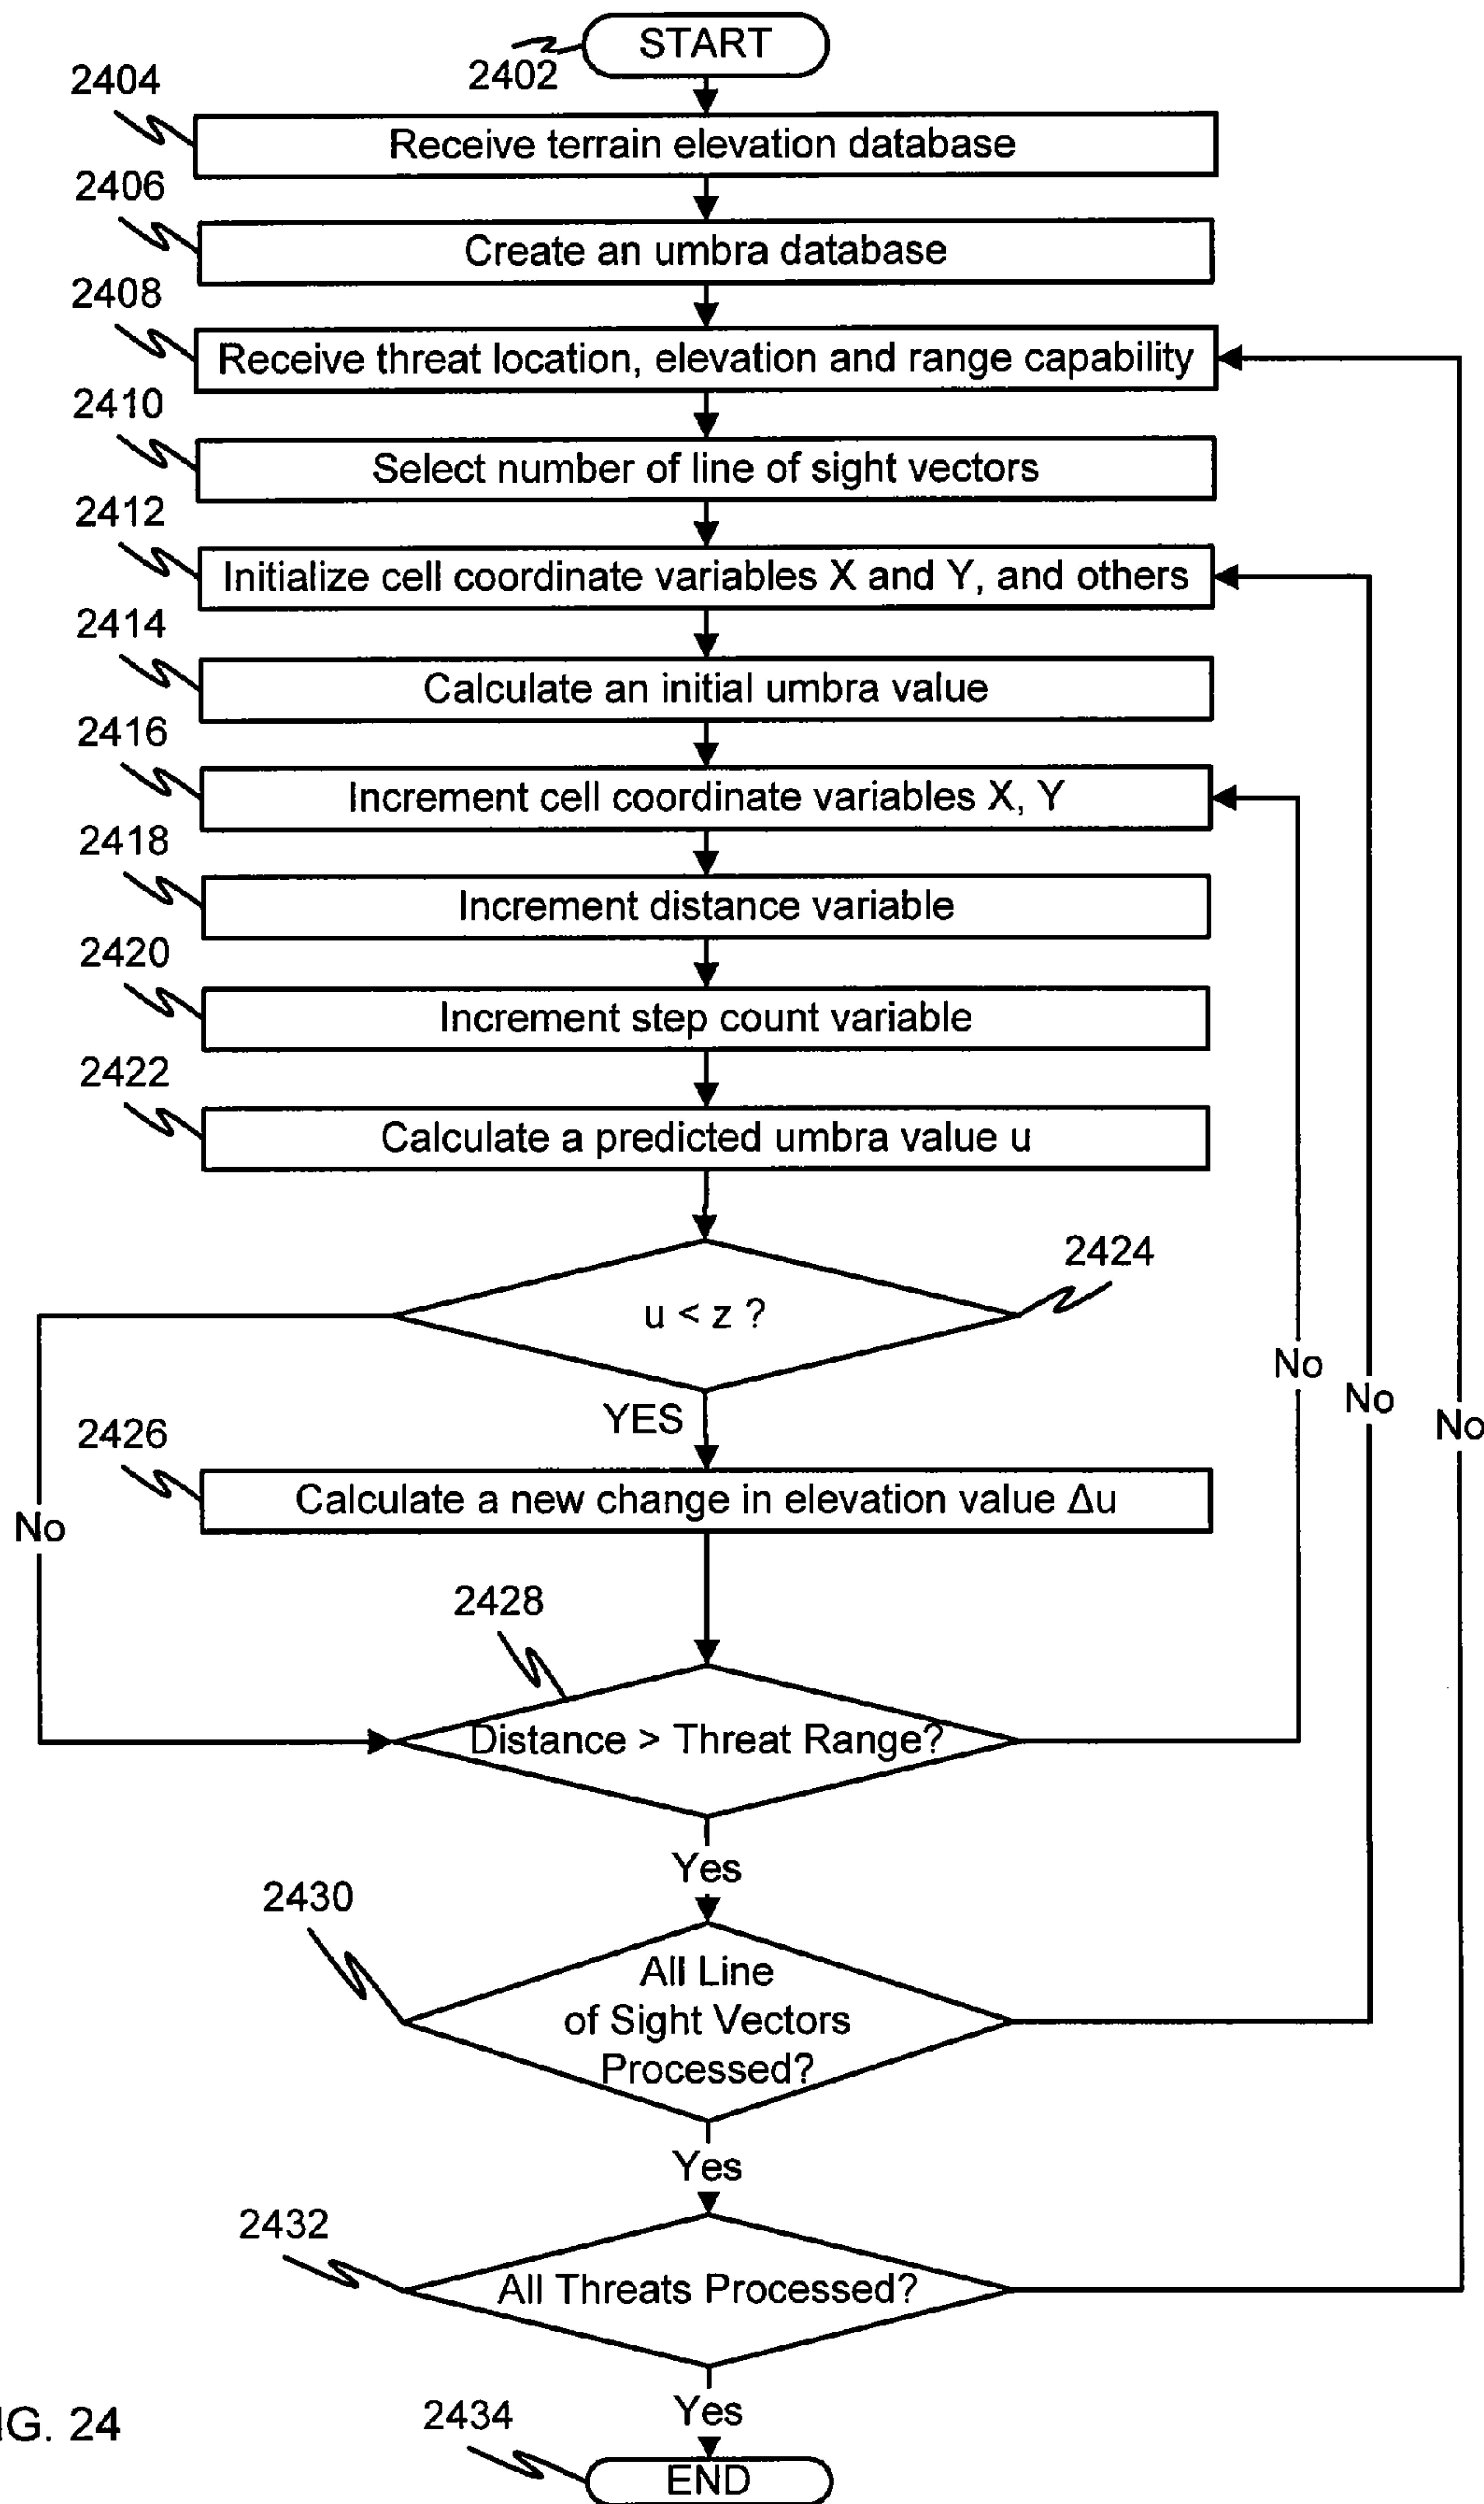 START
2402
2404
Receive terrain elevation database
2406
Create an umbra database
2408
Receive threat location, elevation and range capability
2410
Select number of line of sight vectors
2412
Initialize cell coordinate variables X and Y, and others
2414
Calculate an initial umbra value
2416
Increment cell coordinate variables X, Y
2418
Increment distance variable
2420
Increment step count variable
2422
Calculate a predicted umbra value u
2424
u < z ?
No
No
No
YES
2426
Calculate a new change in elevation value Δu
No
2428
Distance > Threat Range?
Yes
2430
All Line
of Sight Vectors
Processed?
Yes
2432
All Threats Processed?
Yes
2434
END
IG. 24